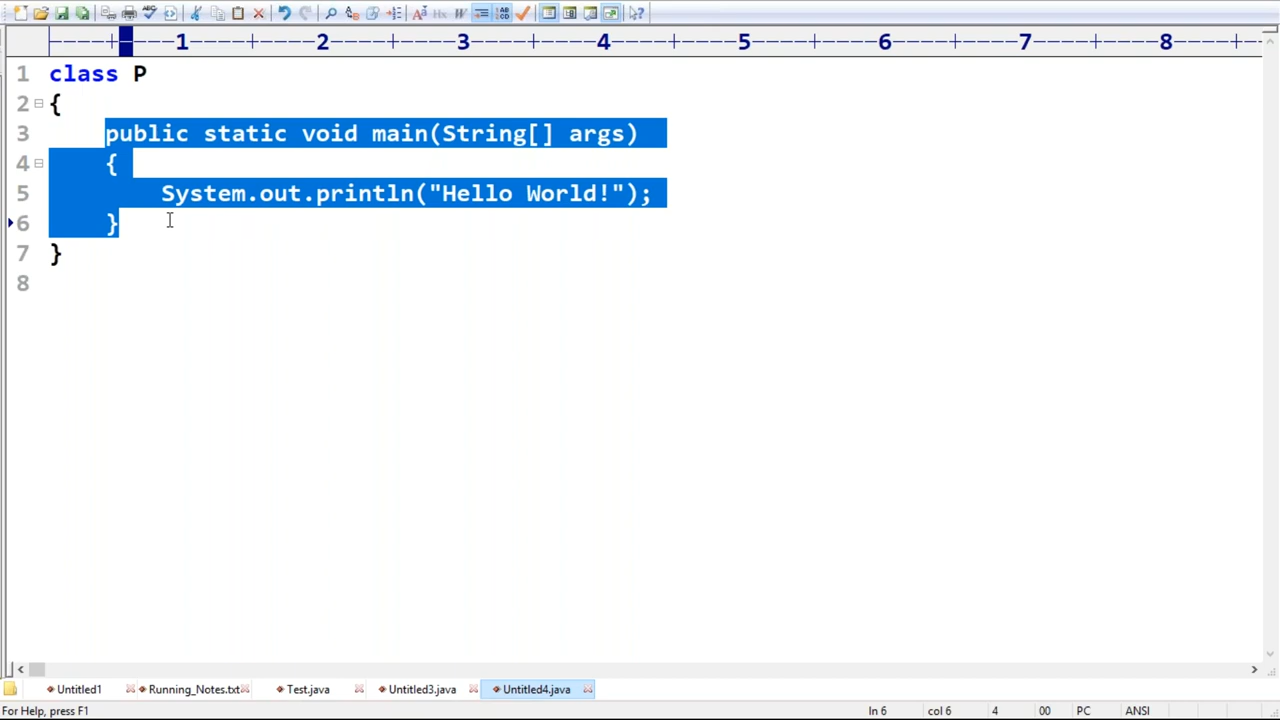 1 2 3 4 5 6 7 8
1 class P
2 {
3 public static void main(String[] args)
4 {
5 System.out.println("Hello World!");
6 }
7 }
8
Untitled1 Running_Notes.txt Test.java Untitled3.java Untitled4.java
For Help, press F1 ln 6 col 6 4 00 PC ANSI